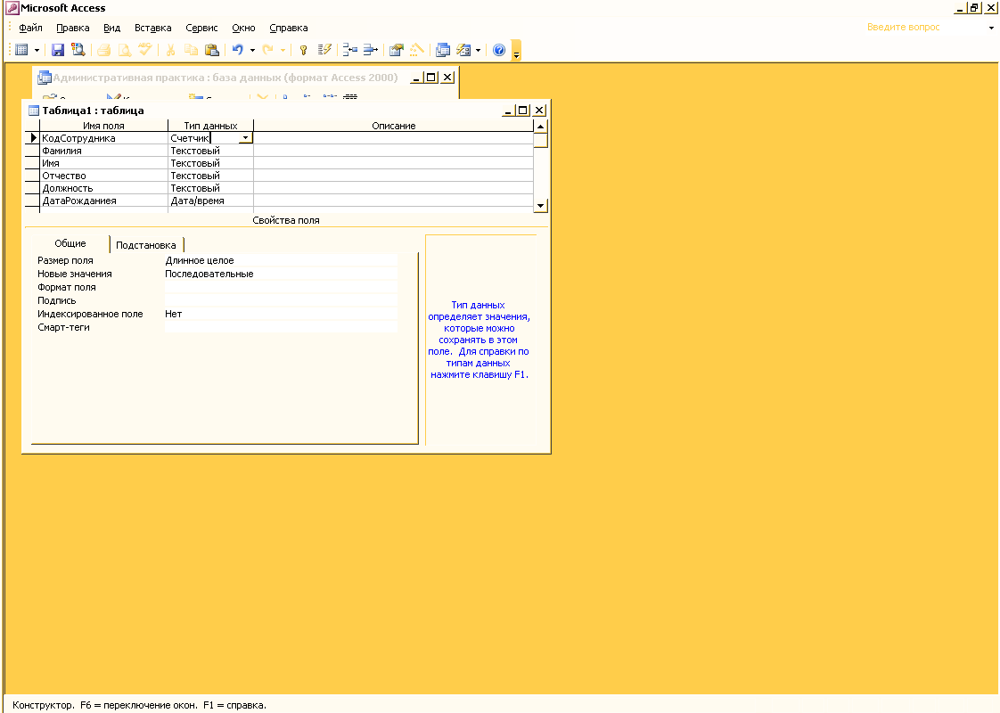 Microsoft Access
Файл Правка Вид Вставка Сервис Окно Справка Введите вопрос
Административная практика : база данных (формат Access 2000)
Таблица1 : таблица
Имя поля Тип данных Описание
КодСотрудника Счетчик
Фамилия Текстовый
Имя Текстовый
Отчество Текстовый
Должность Текстовый
ДатаРожданиея Дата/время
Свойства поля
Общие Подстановка
Размер поля Длинное целое
Новые значения Последовательные
Формат поля
Подпись
Индексированное поле Нет
Смарт-теги
Тип данных
определяет значения,
которые можно
сохранять в этом
поле. Для справки по
типам данных
нажмите клавишу F1.
Конструктор. F6 = переключение окон. F1 = справка.